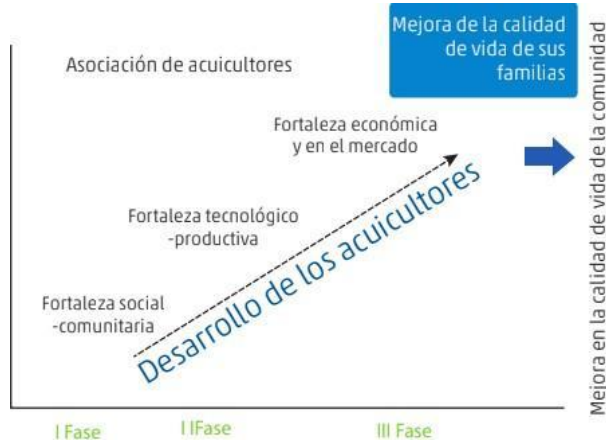 Mejora de la calidad
de vida de sus
familias
Asociación de acuicultores
Fortaleza económica
y en el mercado
Fortaleza tecnológico
-productiva
Fortaleza social
-comunitaria
Desarrollo de los acuicultores
Mejora en la calidad de vida de la comunidad
I Fase
I IFase
III Fase